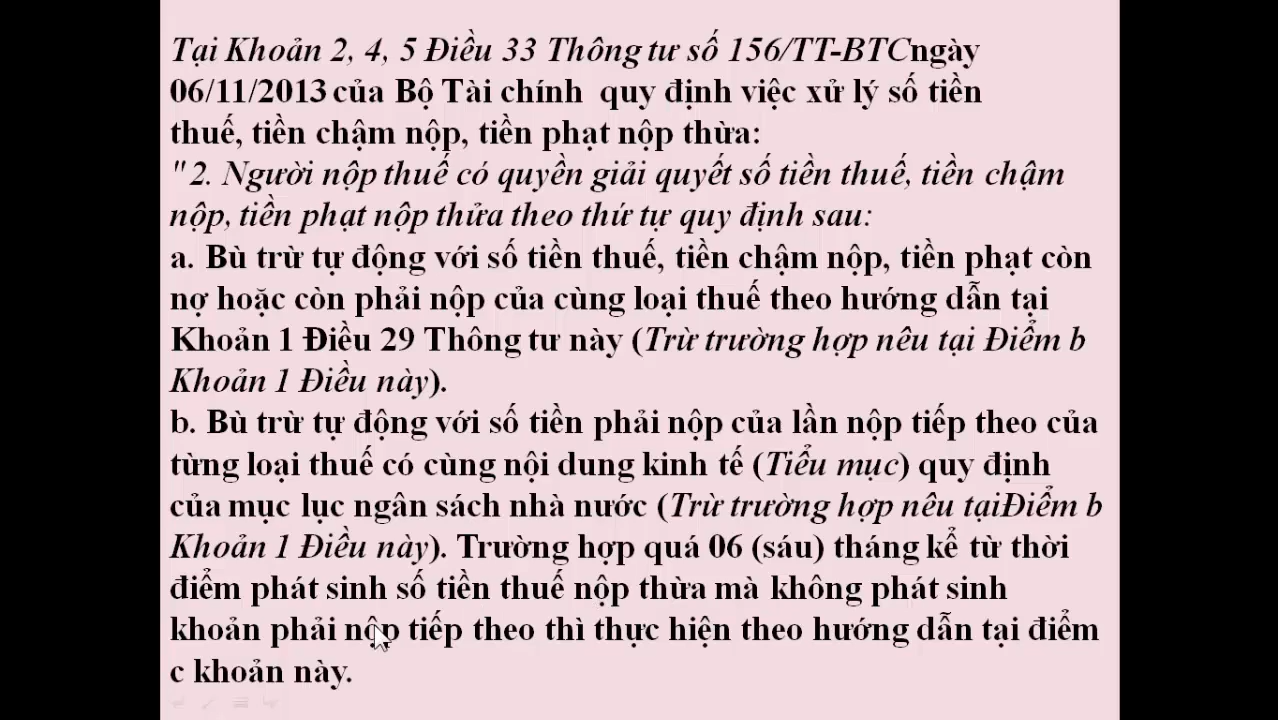 Tại Khoản 2, 4, 5 Điều 33 Thông tư số 156/TT-BTCngày
06/11/2013 của Bộ Tài chính quy định việc xử lý số tiền
thuế, tiền chậm nộp, tiền phạt nộp thừa:
"2. Người nộp thuế có quyền giải quyết số tiền thuế, tiền chậm
nộp, tiền phạt nộp thửa theo thứ tự quy định sau:
a. Bù trừ tự động với số tiền thuế, tiền chậm nộp, tiền phạt còn
nợ hoặc còn phải nộp của cùng loại thuế theo hướng dẫn tại
Khoản 1 Điều 29 Thông tư này (Trừ trường hợp nêu tại Điểm b
Khoản 1 Điều này).
b. Bù trừ tự động với số tiền phải nộp của lần nộp tiếp theo của
từng loại thuế có cùng nội dung kinh tế (Tiểu mục) quy định
của mục lục ngân sách nhà nước (Trừ trường hợp nêu tạiĐiểm b
Khoản 1 Điều này). Trường hợp quá 06 (sáu) tháng kể từ thời
điểm phát sinh số tiền thuế nộp thừa mà không phát sinh
khoản phải nộp tiếp theo thì thực hiện theo hướng dẫn tại điểm
c khoản này.